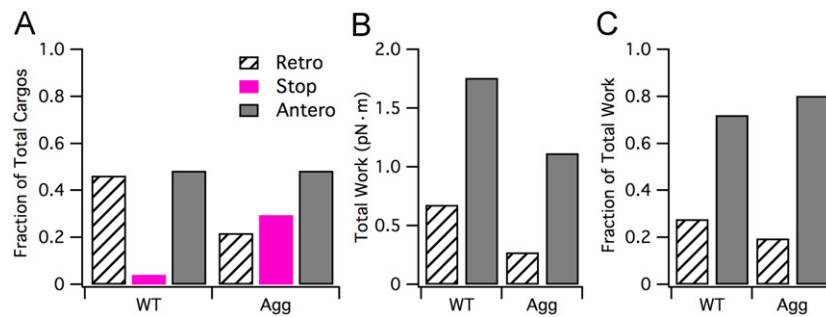 A
Fraction of Total Cargos
1.0
0.8
0.6
0.4
0.2
0
Retro
Stop
Antero
WT
Agg
B
Total Work (pN · m)
2.0
1.5
1.0
0.5
0
WT
Agg
C
Fraction of Total Work
1.0
0.8
0.6
0.4
0.2
0
WT
Agg